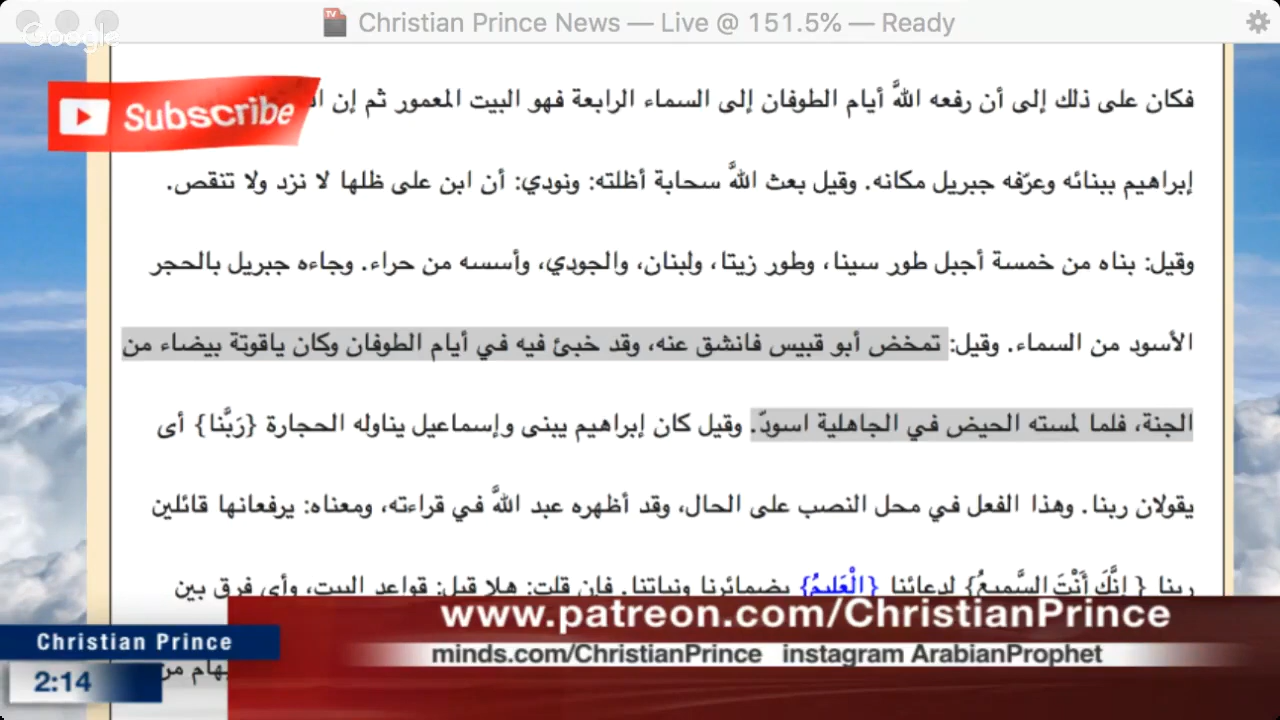 Christian Prince News — Live @ 151.5% — Ready
Google
Subscribe
فكان على ذلك إلى أن رفعه اللَّه أيام الطوفان إلى السماء الرابعة فهو البيت المعمور ثم إن
إبراهيم ببنائه وعرّفه جبريل مكانه. وقيل بعث اللَّه سحابة أظلته: ونودي: أن ابن على ظلها لا نزد ولا تنقص.
وقيل: بناه من خمسة أجبل طور سينا، وطور زيتا، ولبنان، والجودي، وأسسه من حراء. وجاءه جبريل بالحجر
الأسود من السماء. وقيل: تمخض أبو قبيس فانشق عنه، وقد خبئ فيه في أيام الطوفان وكان ياقوتة بيضاء من
الجنة، فلما لمسته الحيض في الجاهلية اسودّ. وقيل كان إبراهيم يبنى وإسماعيل يناوله الحجارة {رَبَّنا} أى
يقولان ربنا. وهذا الفعل في محل النصب على الحال، وقد أظهره عبد اللَّه في قراءته، ومعناه: يرفعانها قائلين
ربنا { إِنَّكَ أَنْتَ السَّمِيعُ} لدعائنا {الْعَلِيمُ} بضمائرنا ونياتنا. فإن قلت: هلا قيل: قواعد البيت، وأى فرق بين
www.patreon.com/ChristianPrince
Christian Prince
minds.com/ChristianPrince instagram ArabianProphet
2:14
من